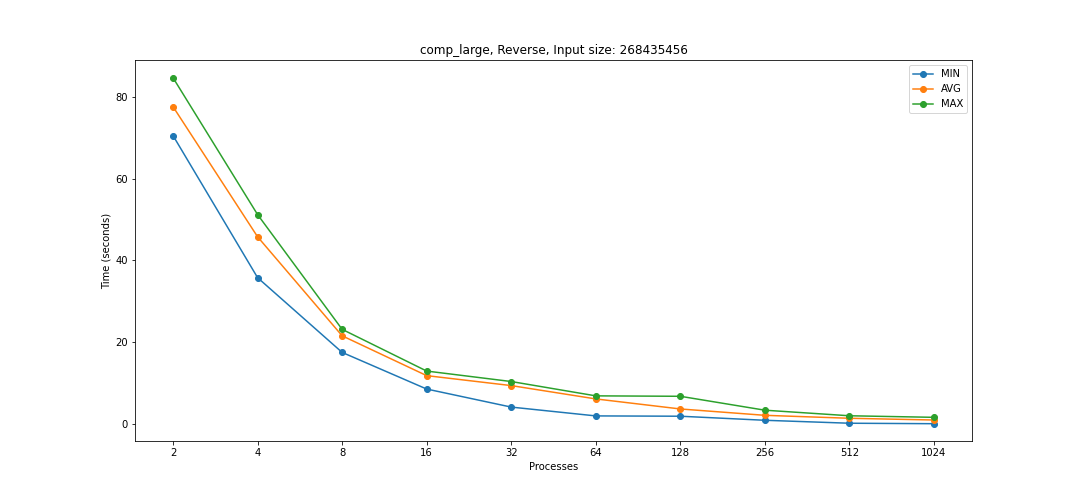 comp_large, Reverse, Input size: 268435456
MIN
AVG
MAX
Time (seconds)
80
60
40
20
0
2 4 8 16 32 64 128 256 512 1024
Processes